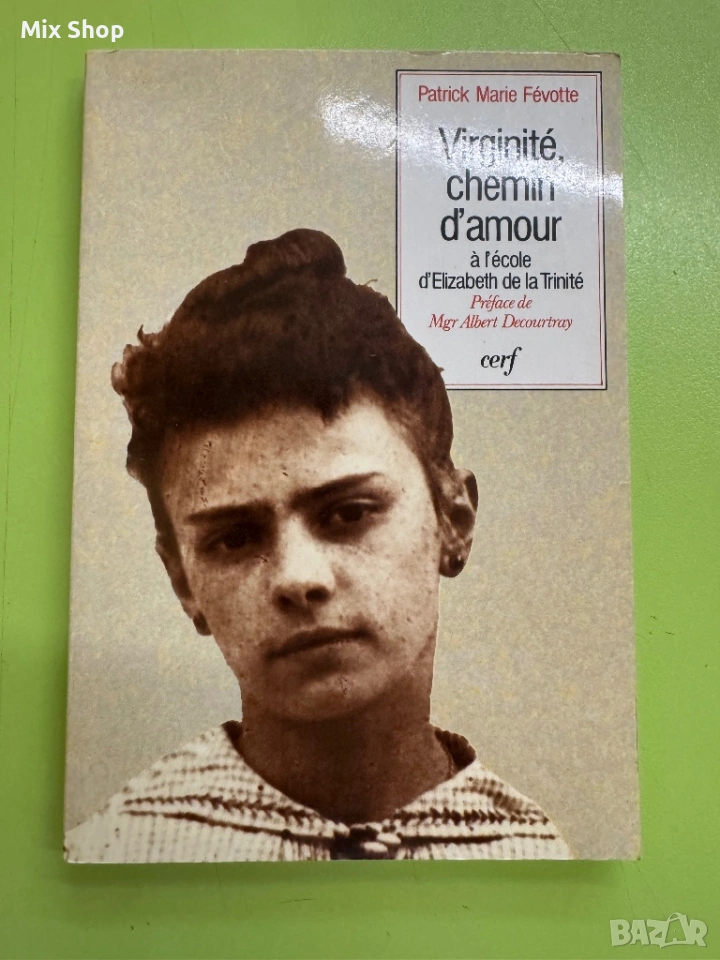 Mix Shop
Patrick Marie Févotte
Virginité,
chemin
d'amour
à l'école
d'Elizabeth de la Trinité
Préface de
Mgr Albert Decourtray
cerf
BAZAR